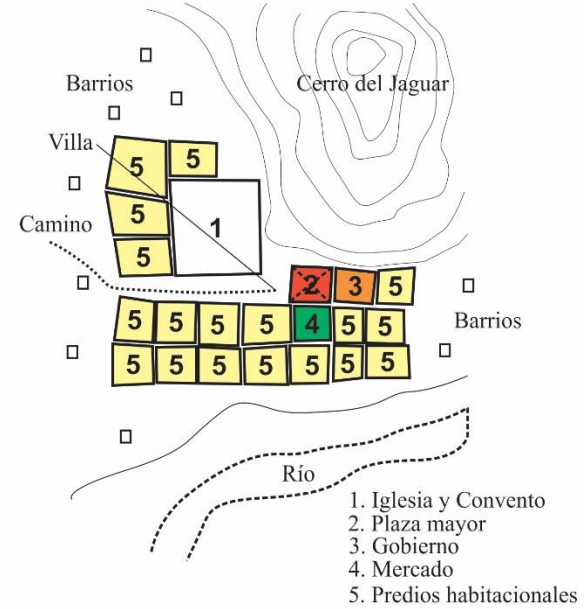 Barrios
Cerro del Jaguar
Villa
5 5
5 1
Camino
5
2 3 5
5 5 5 5 4 5 5
Barrios
5 5 5 5 5 5 5
Río
1. Iglesia y Convento
2. Plaza mayor
3. Gobierno
4. Mercado
5. Predios habitacionales